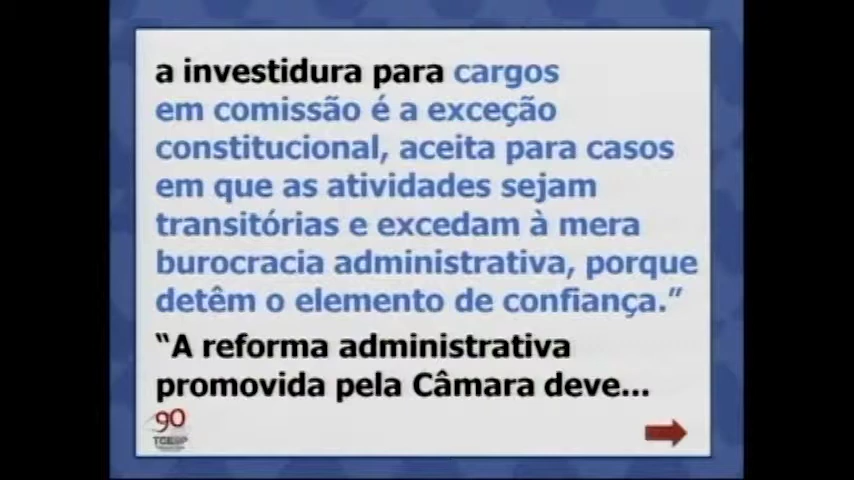 a investidura para cargos
em comissão é a exceção
constitucional, aceita para casos
em que as atividades sejam
transitórias e excedam à mera
burocracia administrativa, porque
detêm o elemento de confiança.”
“A reforma administrativa
promovida pela Câmara deve...
90
TCESP